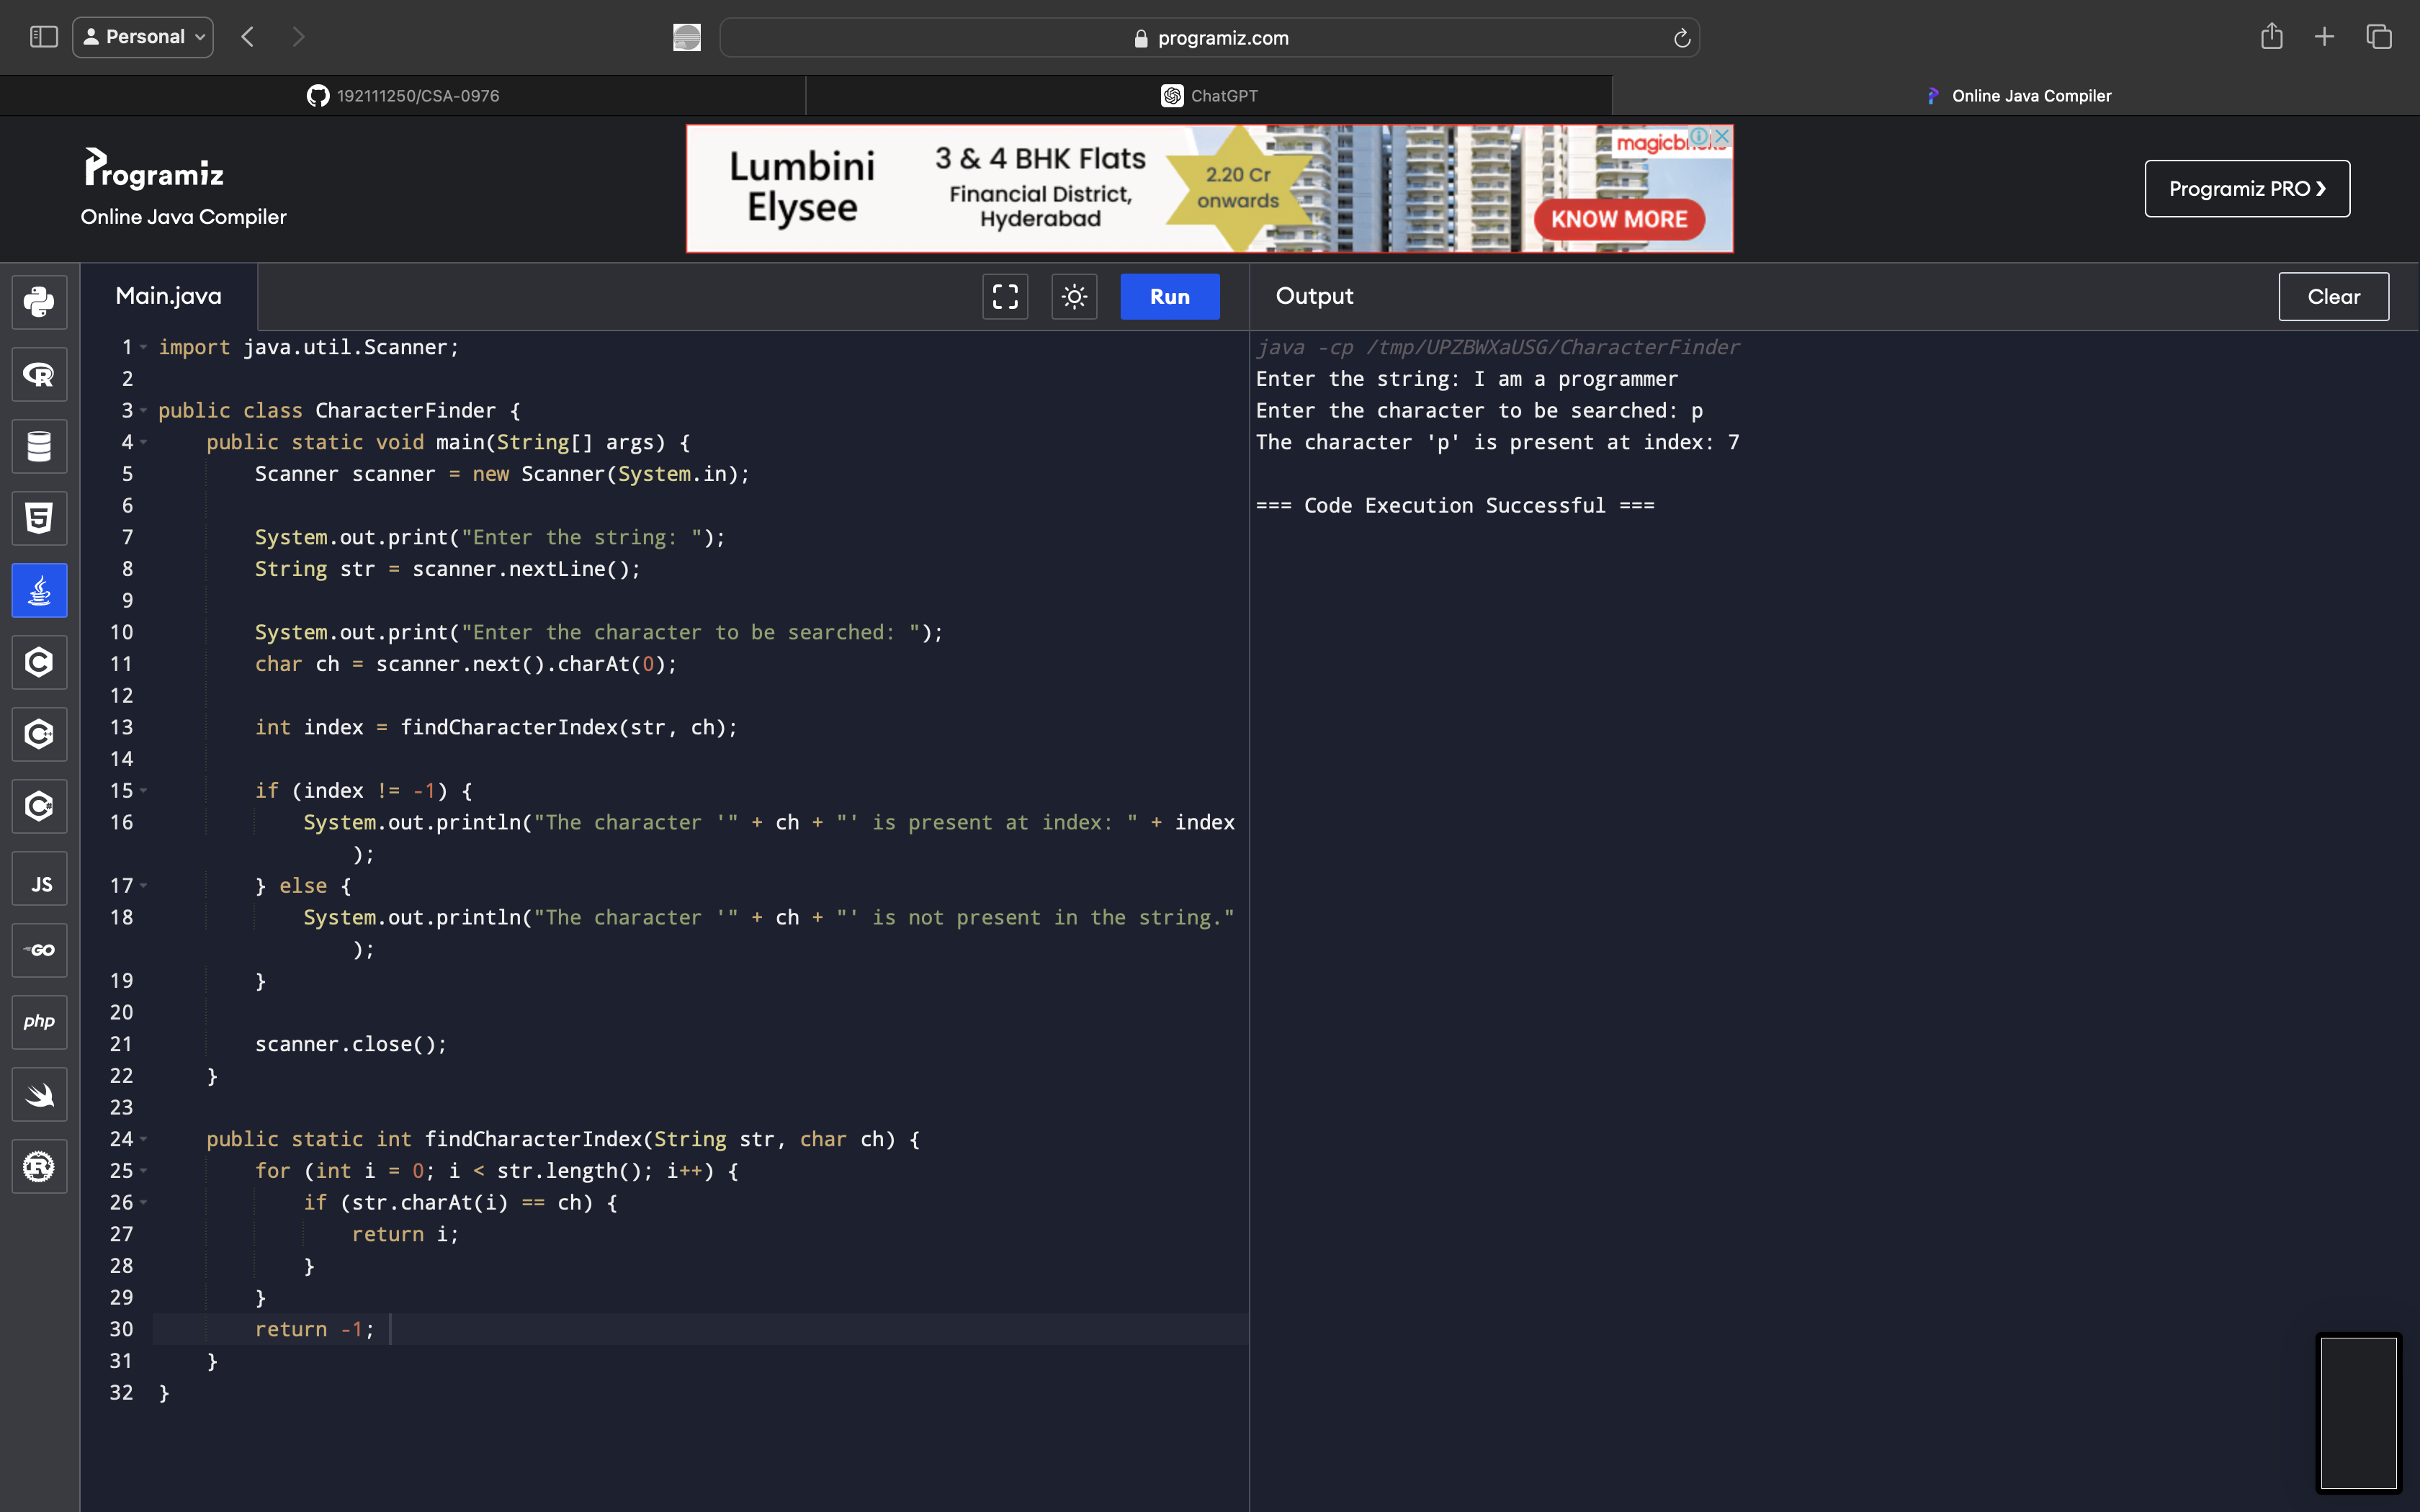 Personal
programiz.com
192111250/CSA-0976
ChatGPT
Online Java Compiler
Programiz
Online Java Compiler
Lumbini
Elysee
3 & 4 BHK Flats
Financial District,
Hyderabad
2.20 Cr
onwards
KNOW MORE
Programiz PRO ❯
Main.java
Run
Output
Clear
1 import java.util.Scanner;
2
3 public class CharacterFinder {
4     public static void main(String[] args) {
5         Scanner scanner = new Scanner(System.in);
6
7         System.out.print("Enter the string: ");
8         String str = scanner.nextLine();
9
10         System.out.print("Enter the character to be searched: ");
11         char ch = scanner.next().charAt(0);
12
13         int index = findCharacterIndex(str, ch);
14
15         if (index != -1) {
16             System.out.println("The character '" + ch + "' is present at index: " + index
                );
17         } else {
18             System.out.println("The character '" + ch + "' is not present in the string."
                );
19         }
20
21         scanner.close();
22     }
23
24     public static int findCharacterIndex(String str, char ch) {
25         for (int i = 0; i < str.length(); i++) {
26             if (str.charAt(i) == ch) {
27                 return i;
28             }
29         }
30         return -1;
31     }
32 }
java -cp /tmp/UPZBWXaUSG/CharacterFinder
Enter the string: I am a programmer
Enter the character to be searched: p
The character 'p' is present at index: 7
=== Code Execution Successful ===
JS
GO
php